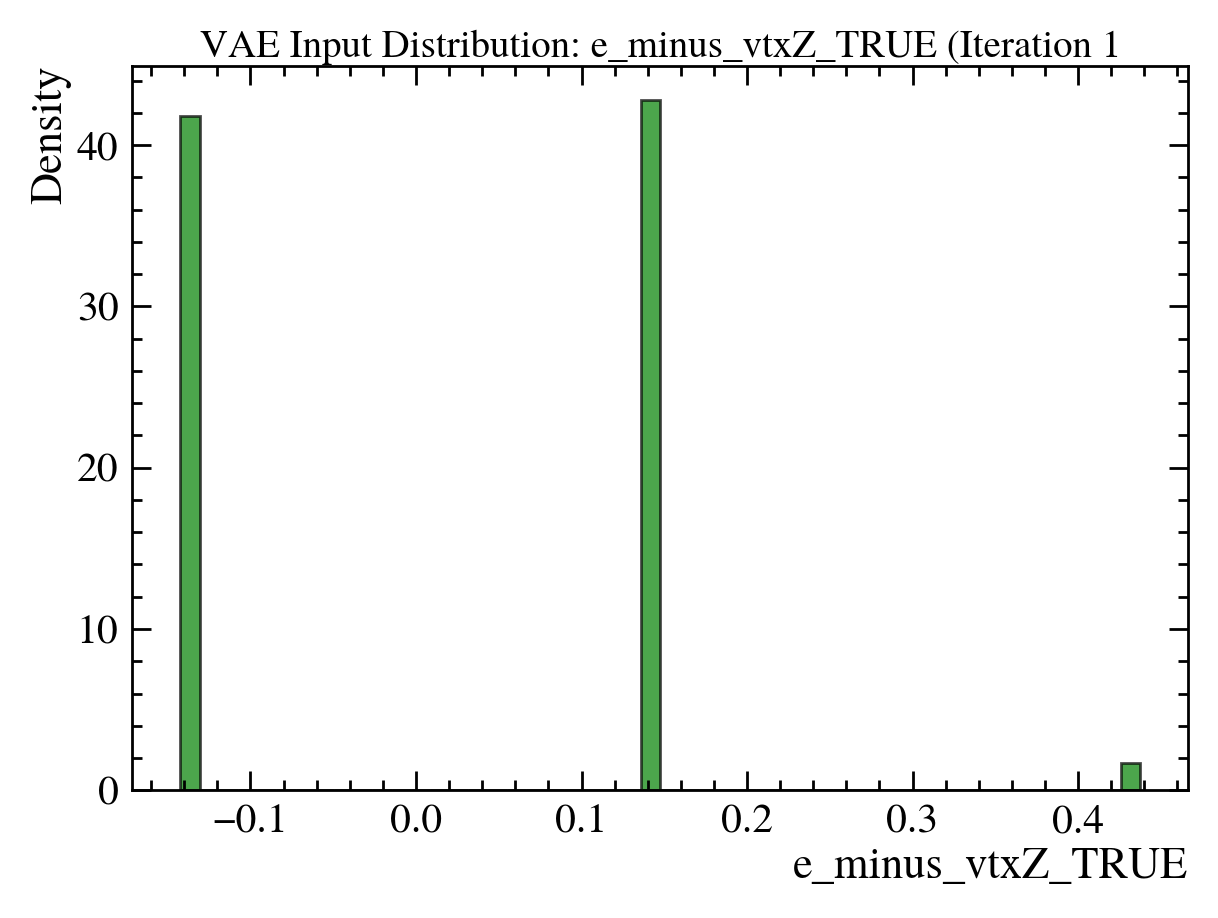 VAE Input Distribution: e_minus_vtxZ_TRUE (Iteration 1
Density
40
30
20
10
0
−0.1 0.0 0.1 0.2 0.3 0.4
e_minus_vtxZ_TRUE